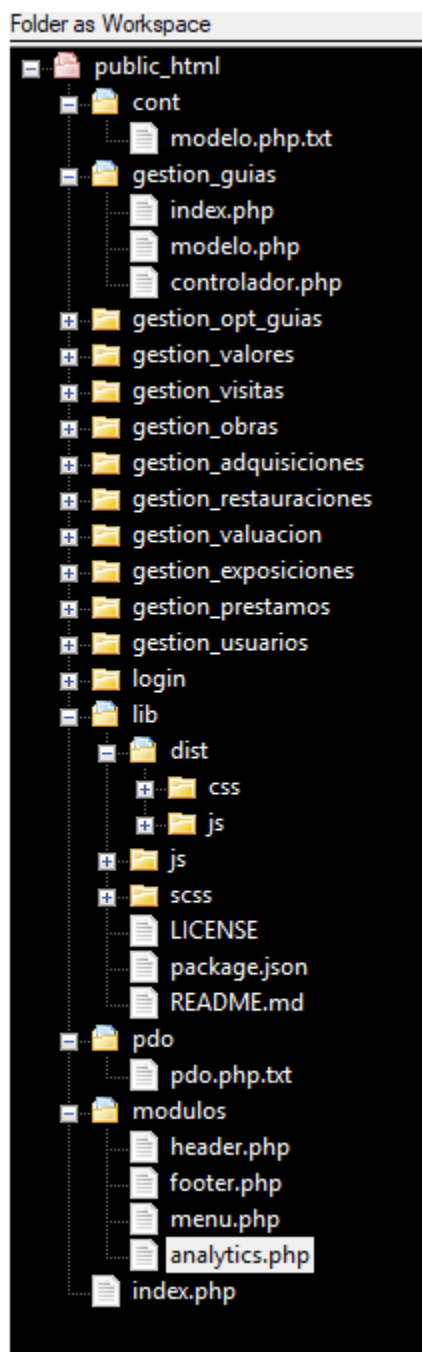 Folder as Workspace
public_html
cont
modelo.php.txt
gestion_guias
index.php
modelo.php
controlador.php
gestion_opt_guias
gestion_valores
gestion_visitas
gestion_obras
gestion_adquisiciones
gestion_restauraciones
gestion_valuacion
gestion_exposiciones
gestion_prestamos
gestion_usuarios
login
lib
dist
css
js
js
scss
LICENSE
package.json
README.md
pdo
pdo.php.txt
modulos
header.php
footer.php
menu.php
analytics.php
index.php